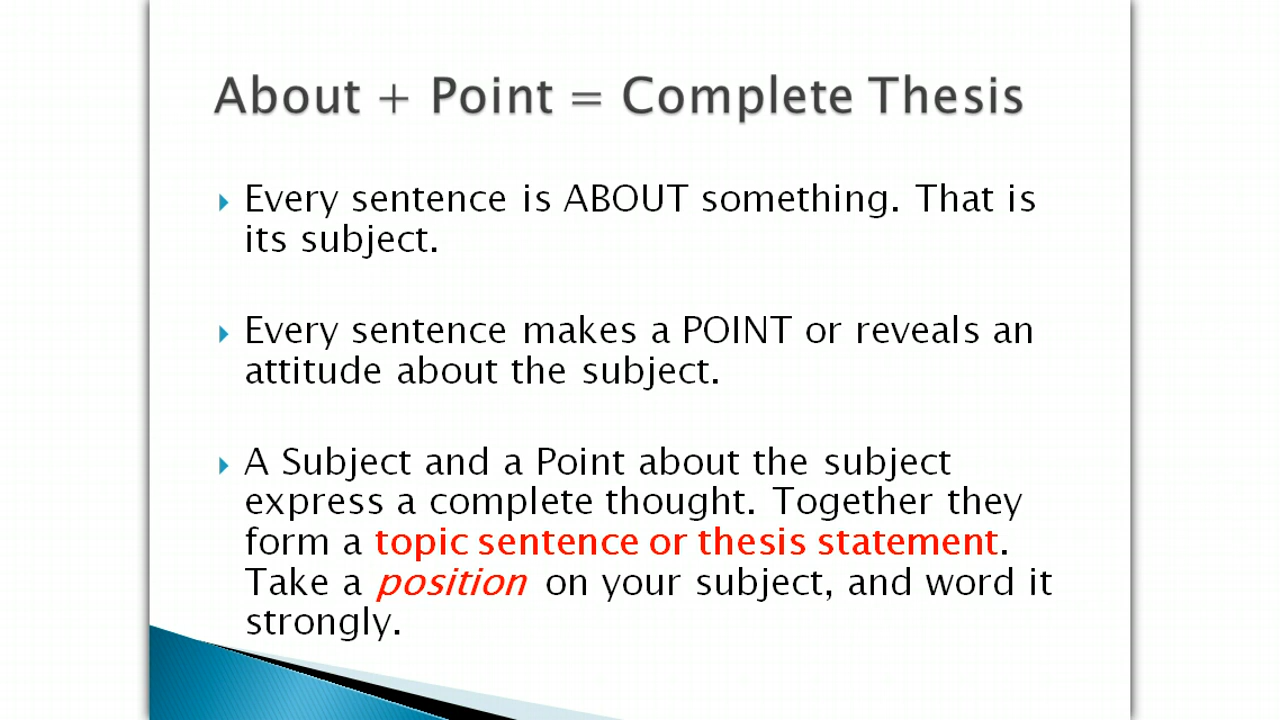 About + Point = Complete Thesis
Every sentence is ABOUT something. That is
its subject.
Every sentence makes a POINT or reveals an
attitude about the subject.
A Subject and a Point about the subject
express a complete thought. Together they
form a topic sentence or thesis statement.
Take a position on your subject, and word it
strongly.